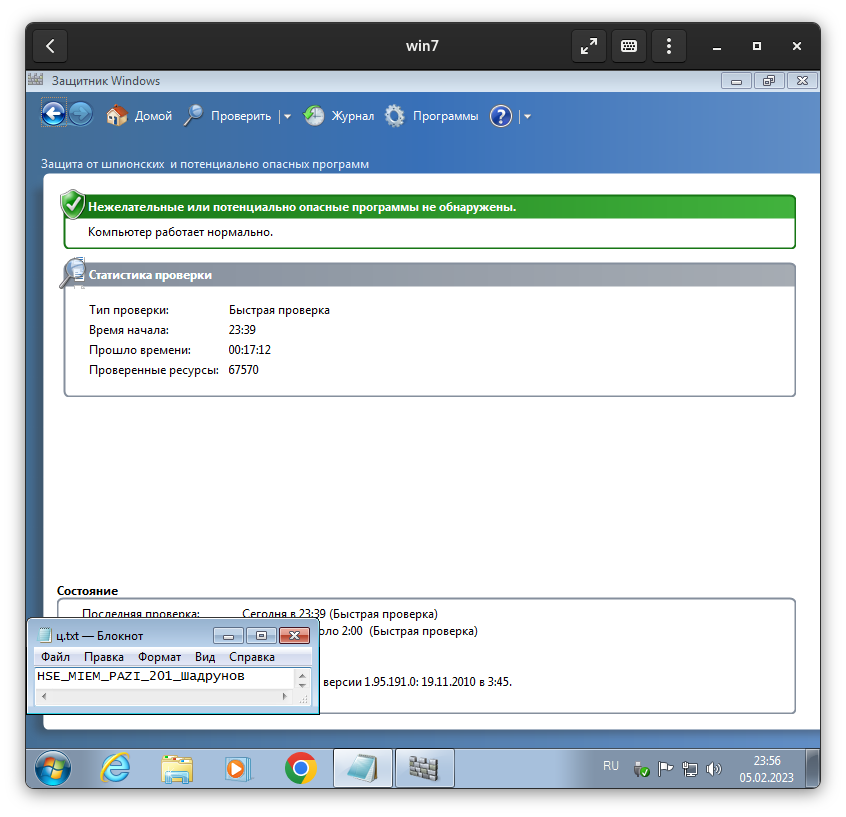 win7
Защитник Windows
Домой Проверить Журнал Программы ?
Защита от шпионских и потенциально опасных программ
Нежелательные или потенциально опасные программы не обнаружены.
Компьютер работает нормально.
Статистика проверки
Тип проверки: Быстрая проверка
Время начала: 23:39
Прошло времени: 00:17:12
Проверенные ресурсы: 67570
Состояние
Последняя проверка: Сегодня в 23:39 (Быстрая проверка)
2:00 (Быстрая проверка)
версии 1.95.191.0: 19.11.2010 в 3:45.
ц.txt — Блокнот
Файл Правка Формат Вид Справка
HSE_MIEM_PAZI_201_Шадрунов
RU
23:56
05.02.2023